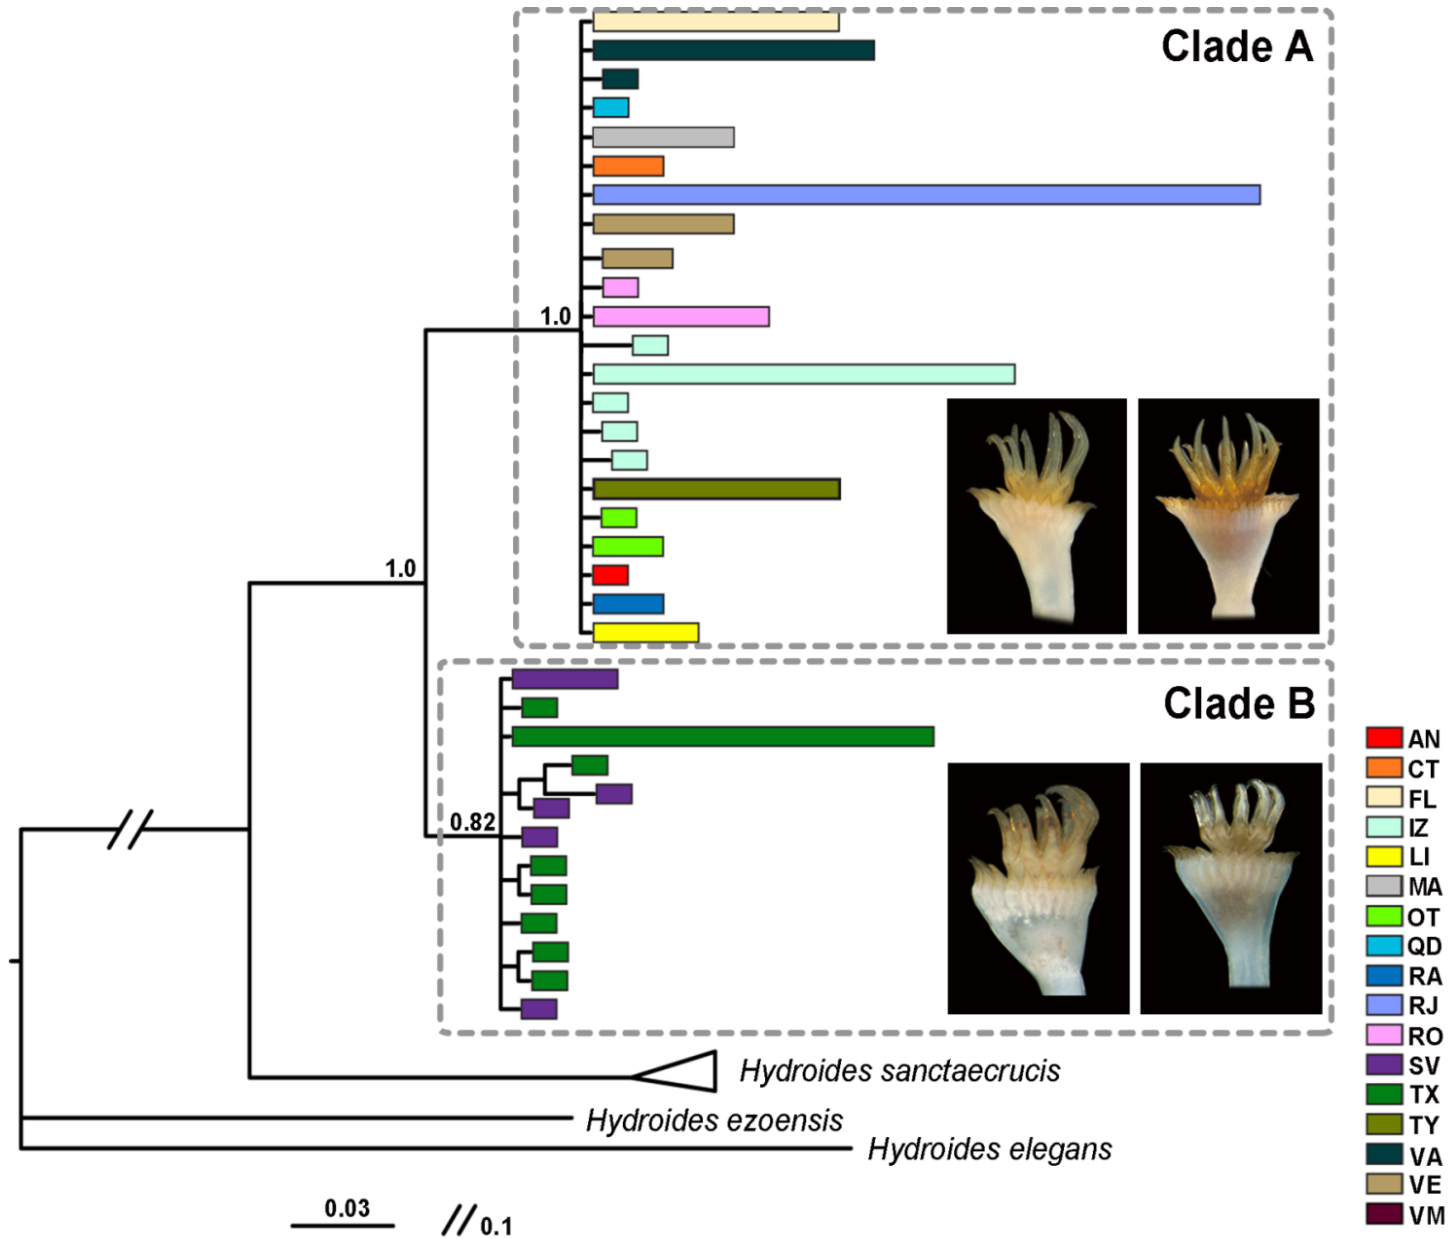 Clade A
1.0
1.0
Clade B
0.82
AN
CT
FL
IZ
LI
MA
OT
QD
RA
RJ
RO
SV
TX
TY
VA
VE
VM
Hydroides sanctaecrucis
Hydroides ezoensis
Hydroides elegans
0.03
0.1